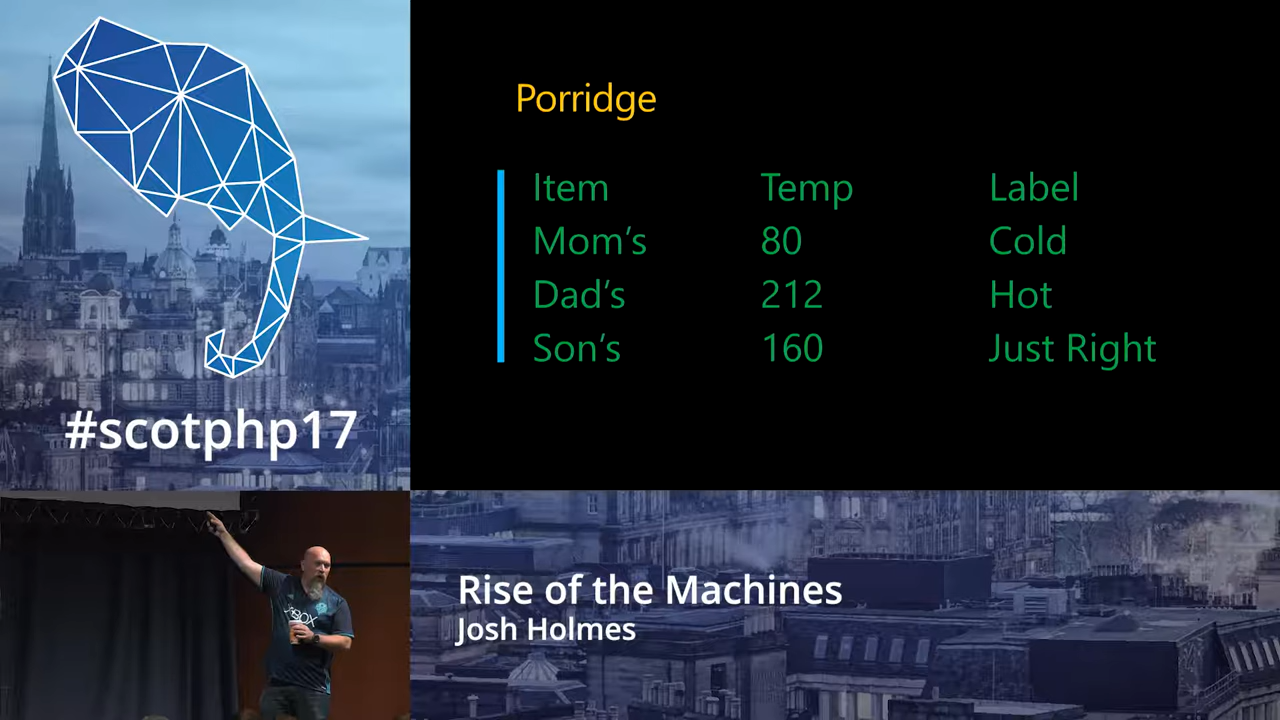 Porridge
Item Temp Label
Mom's 80 Cold
Dad's 212 Hot
Son's 160 Just Right
#scotphp17
Rise of the Machines
Josh Holmes